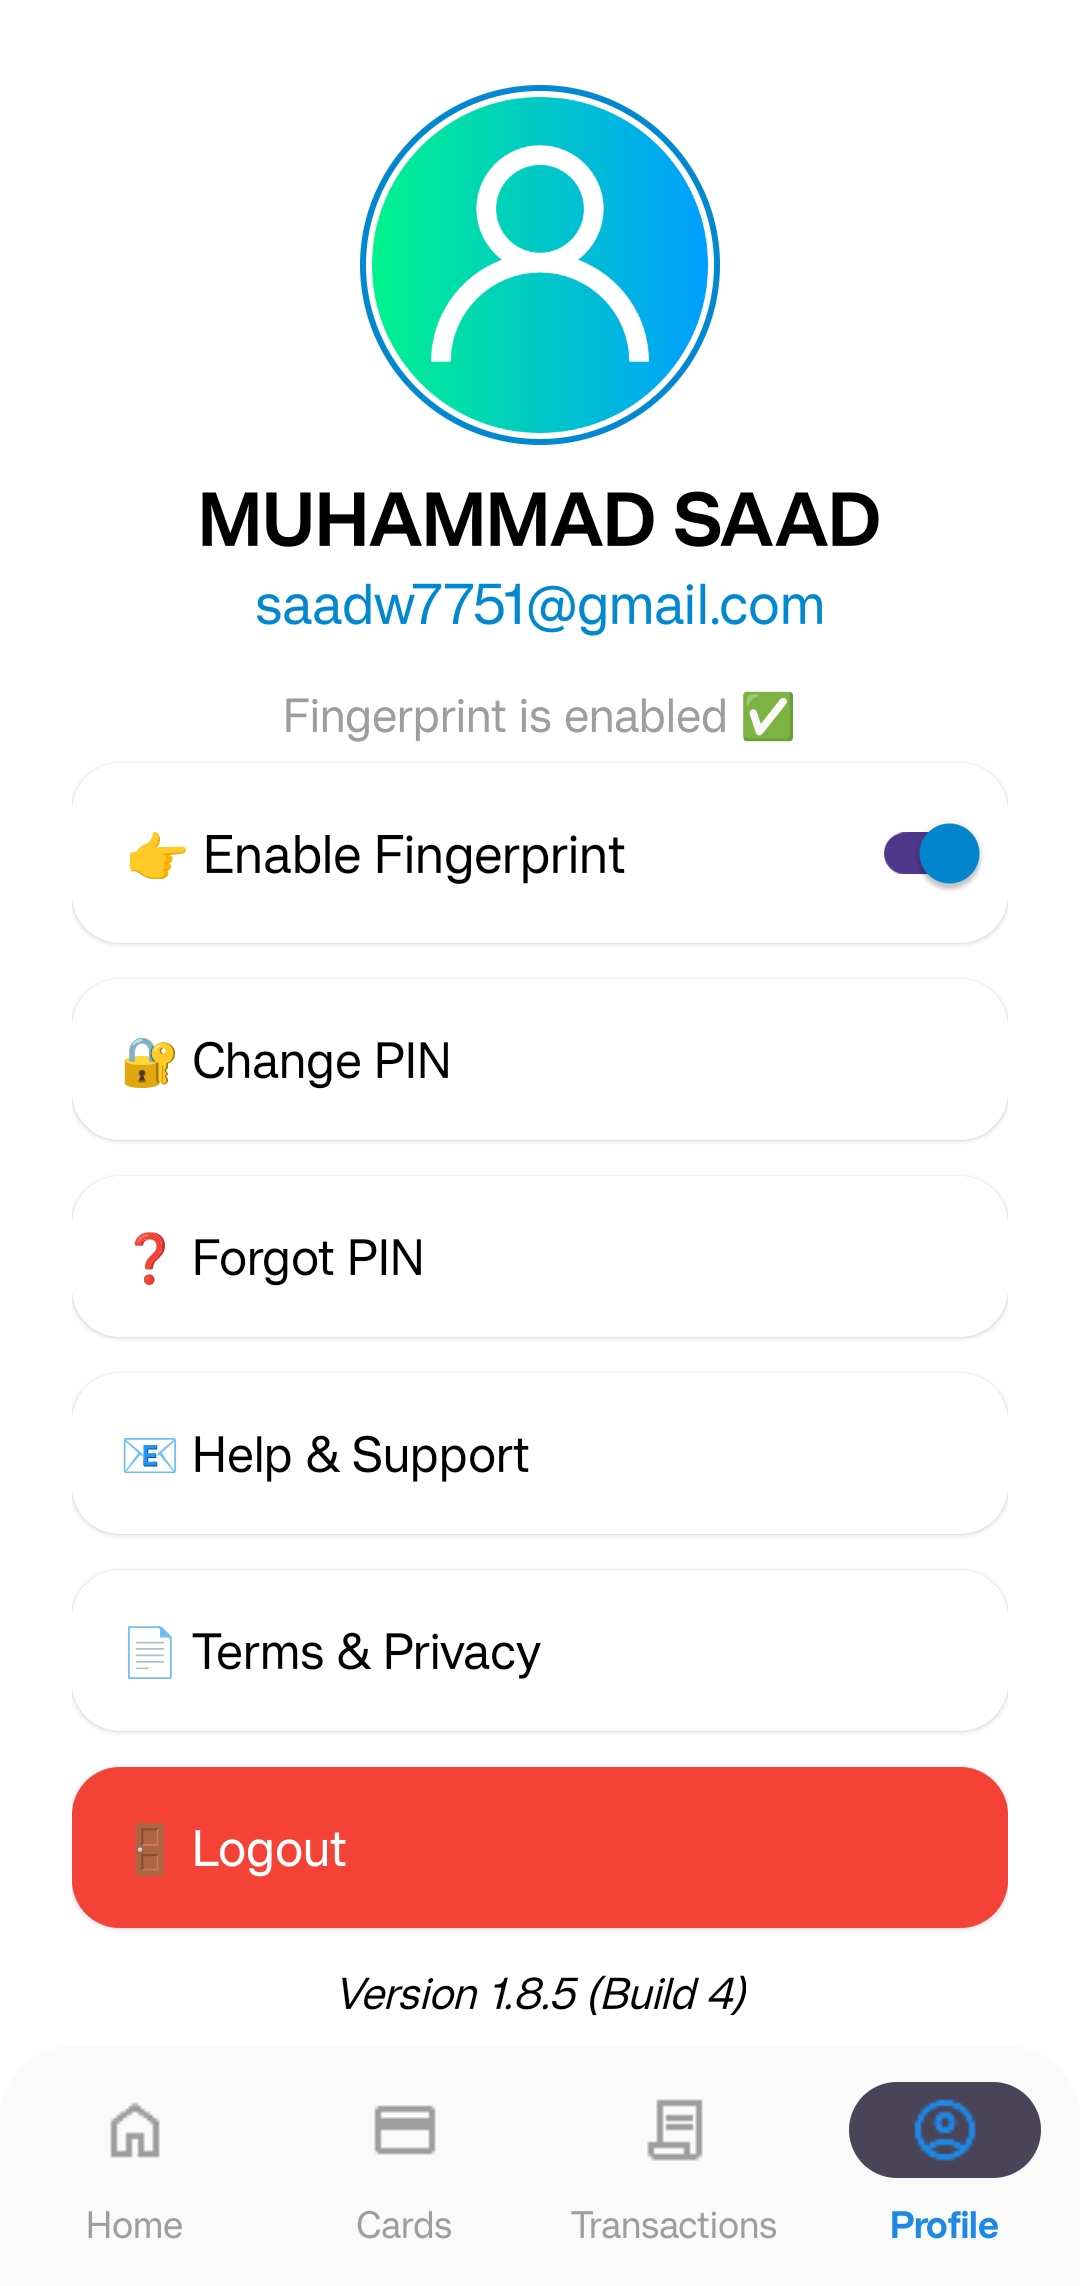 MUHAMMAD SAAD
saadw7751@gmail.com
Fingerprint is enabled ✅
👉 Enable Fingerprint
🔐 Change PIN
❓ Forgot PIN
📧 Help & Support
📄 Terms & Privacy
🚪 Logout
Version 1.8.5 (Build 4)
Home Cards Transactions Profile